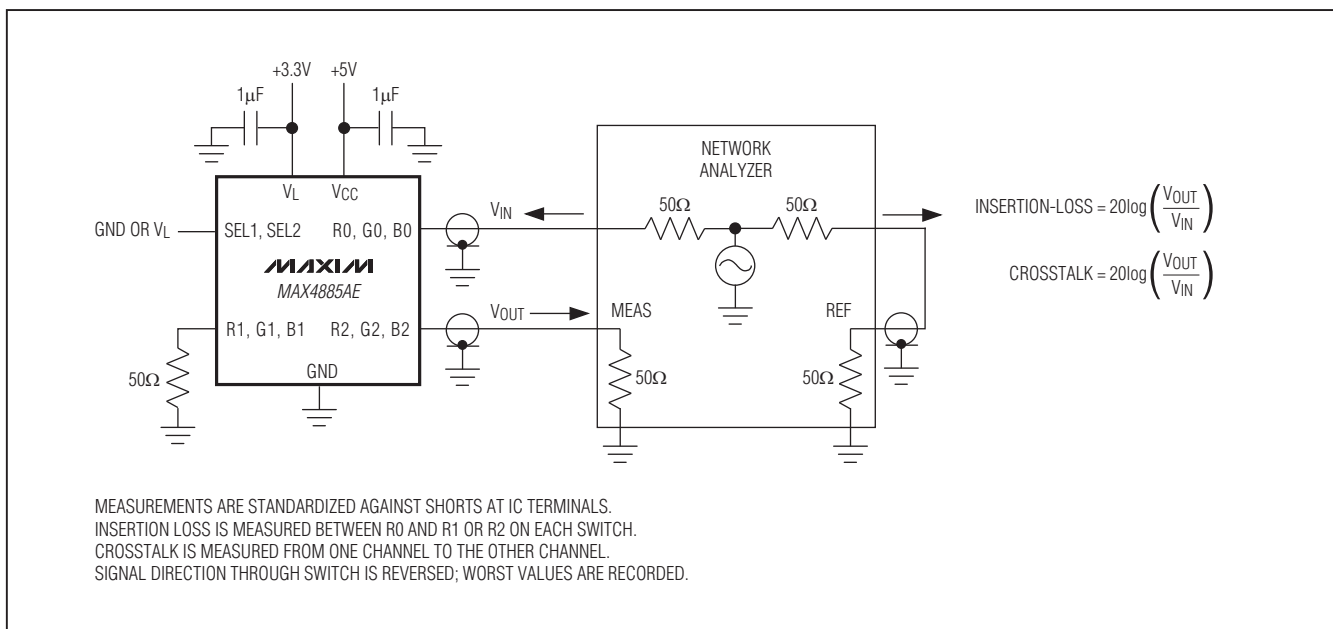 +3.3V +5V
1μF 1μF
VL VCC
GND OR VL
SEL1, SEL2 R0, G0, B0
MAXIM
MAX4885AE
R1, G1, B1 R2, G2, B2
GND
50Ω
VIN
VOUT
NETWORK
ANALYZER
50Ω 50Ω
MEAS REF
50Ω 50Ω
INSERTION-LOSS = 20log(VOUT/VIN)
CROSSTALK = 20log(VOUT/VIN)
MEASUREMENTS ARE STANDARDIZED AGAINST SHORTS AT IC TERMINALS.
INSERTION LOSS IS MEASURED BETWEEN R0 AND R1 OR R2 ON EACH SWITCH.
CROSSTALK IS MEASURED FROM ONE CHANNEL TO THE OTHER CHANNEL.
SIGNAL DIRECTION THROUGH SWITCH IS REVERSED; WORST VALUES ARE RECORDED.